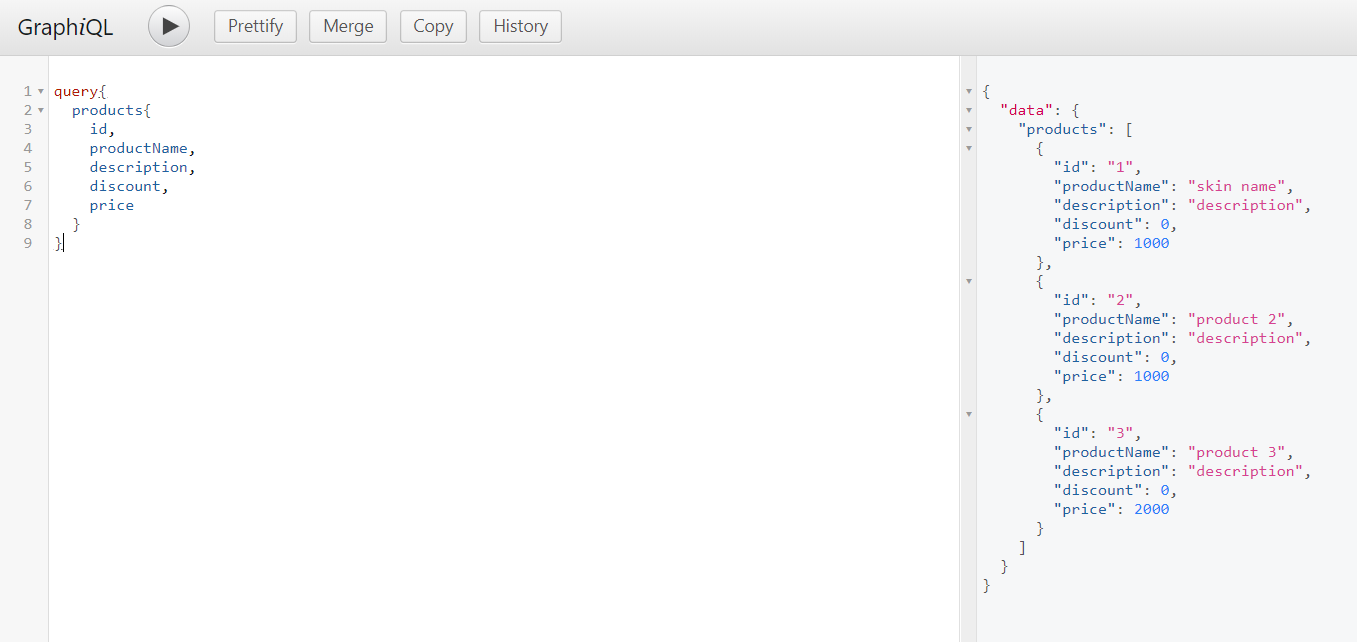 GraphiQL Prettify Merge Copy History
1 query{
2 products{
3 id,
4 productName,
5 description,
6 discount,
7 price
8 }
9 }
{
"data": {
"products": [
{
"id": "1",
"productName": "skin name",
"description": "description",
"discount": 0,
"price": 1000
},
{
"id": "2",
"productName": "product 2",
"description": "description",
"discount": 0,
"price": 1000
},
{
"id": "3",
"productName": "product 3",
"description": "description",
"discount": 0,
"price": 2000
}
]
}
}